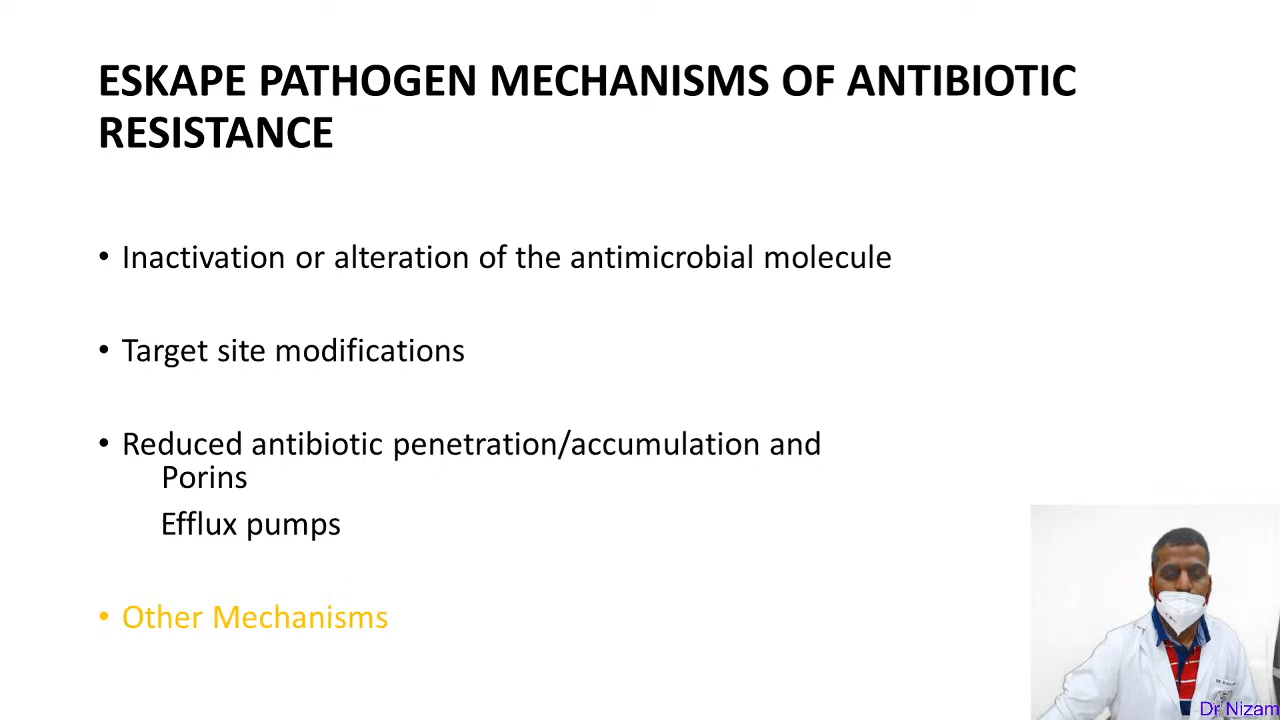 ESKAPE PATHOGEN MECHANISMS OF ANTIBIOTIC
RESISTANCE
• Inactivation or alteration of the antimicrobial molecule
• Target site modifications
• Reduced antibiotic penetration/accumulation and
Porins
Efflux pumps
• Other Mechanisms
Dr Nizam